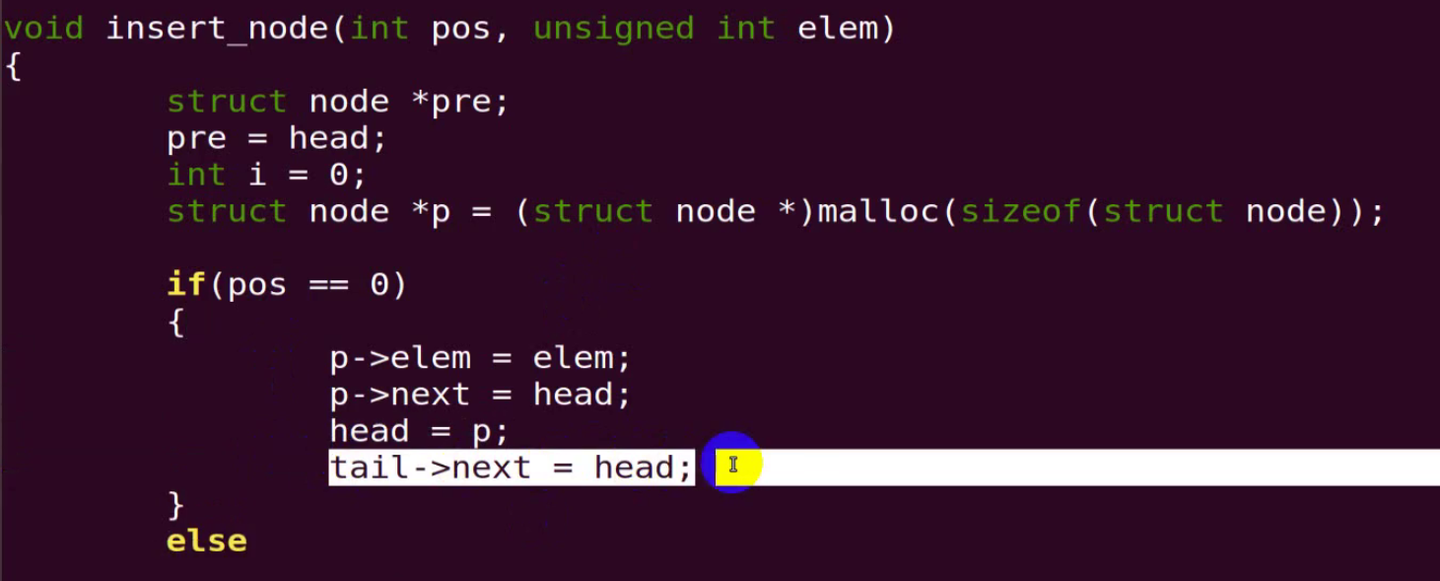 void insert_node(int pos, unsigned int elem)
{
struct node *pre;
pre = head;
int i = 0;
struct node *p = (struct node *)malloc(sizeof(struct node));
if(pos == 0)
{
p->elem = elem;
p->next = head;
head = p;
tail->next = head;
}
else